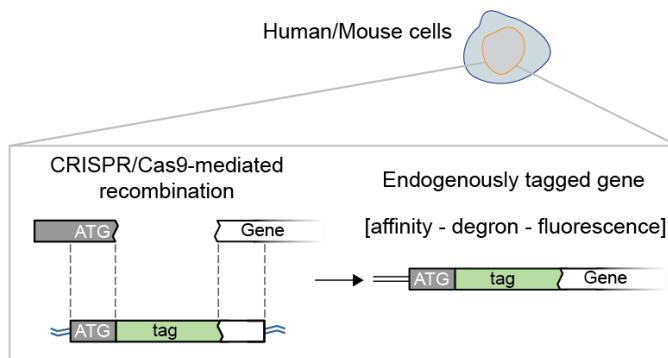 Human/Mouse cells
CRISPR/Cas9-mediated
recombination
Endogenously tagged gene
[affinity - degron - fluorescence]
ATG Gene
ATG tag Gene
ATG tag